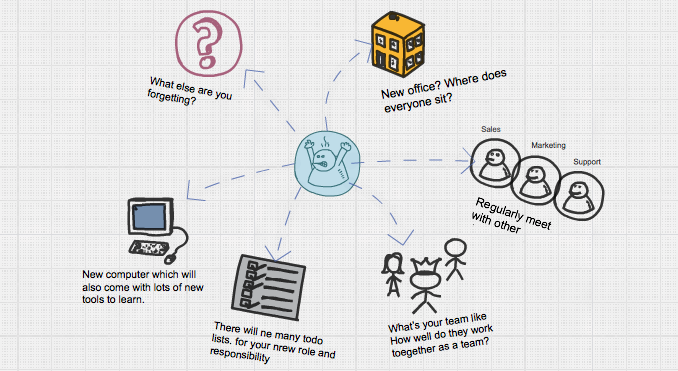 What else are you
forgetting?
New office? Where does
everyone sit?
Sales
Marketing
Support
Regularly meet
with other
New computer which will
also come with lots of new
tools to learn.
There will ne many todo
lists. for your nrew role and
responsibility
What's your team like
How well do they work
toegether as a team?